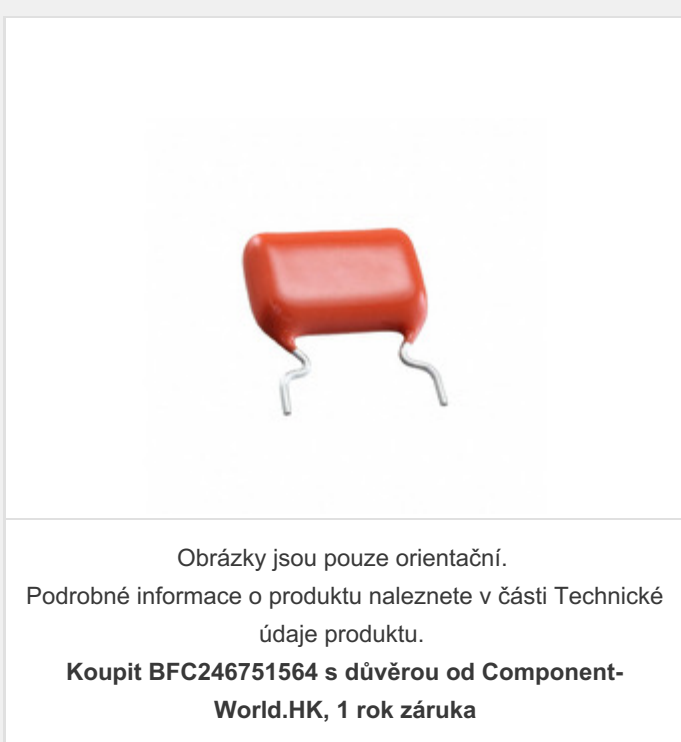 Obrázky jsou pouze orientační.
Podrobné informace o produktu naleznete v části Technické
údaje produktu.
Koupit BFC246751564 s důvěrou od Component-
World.HK, 1 rok záruka